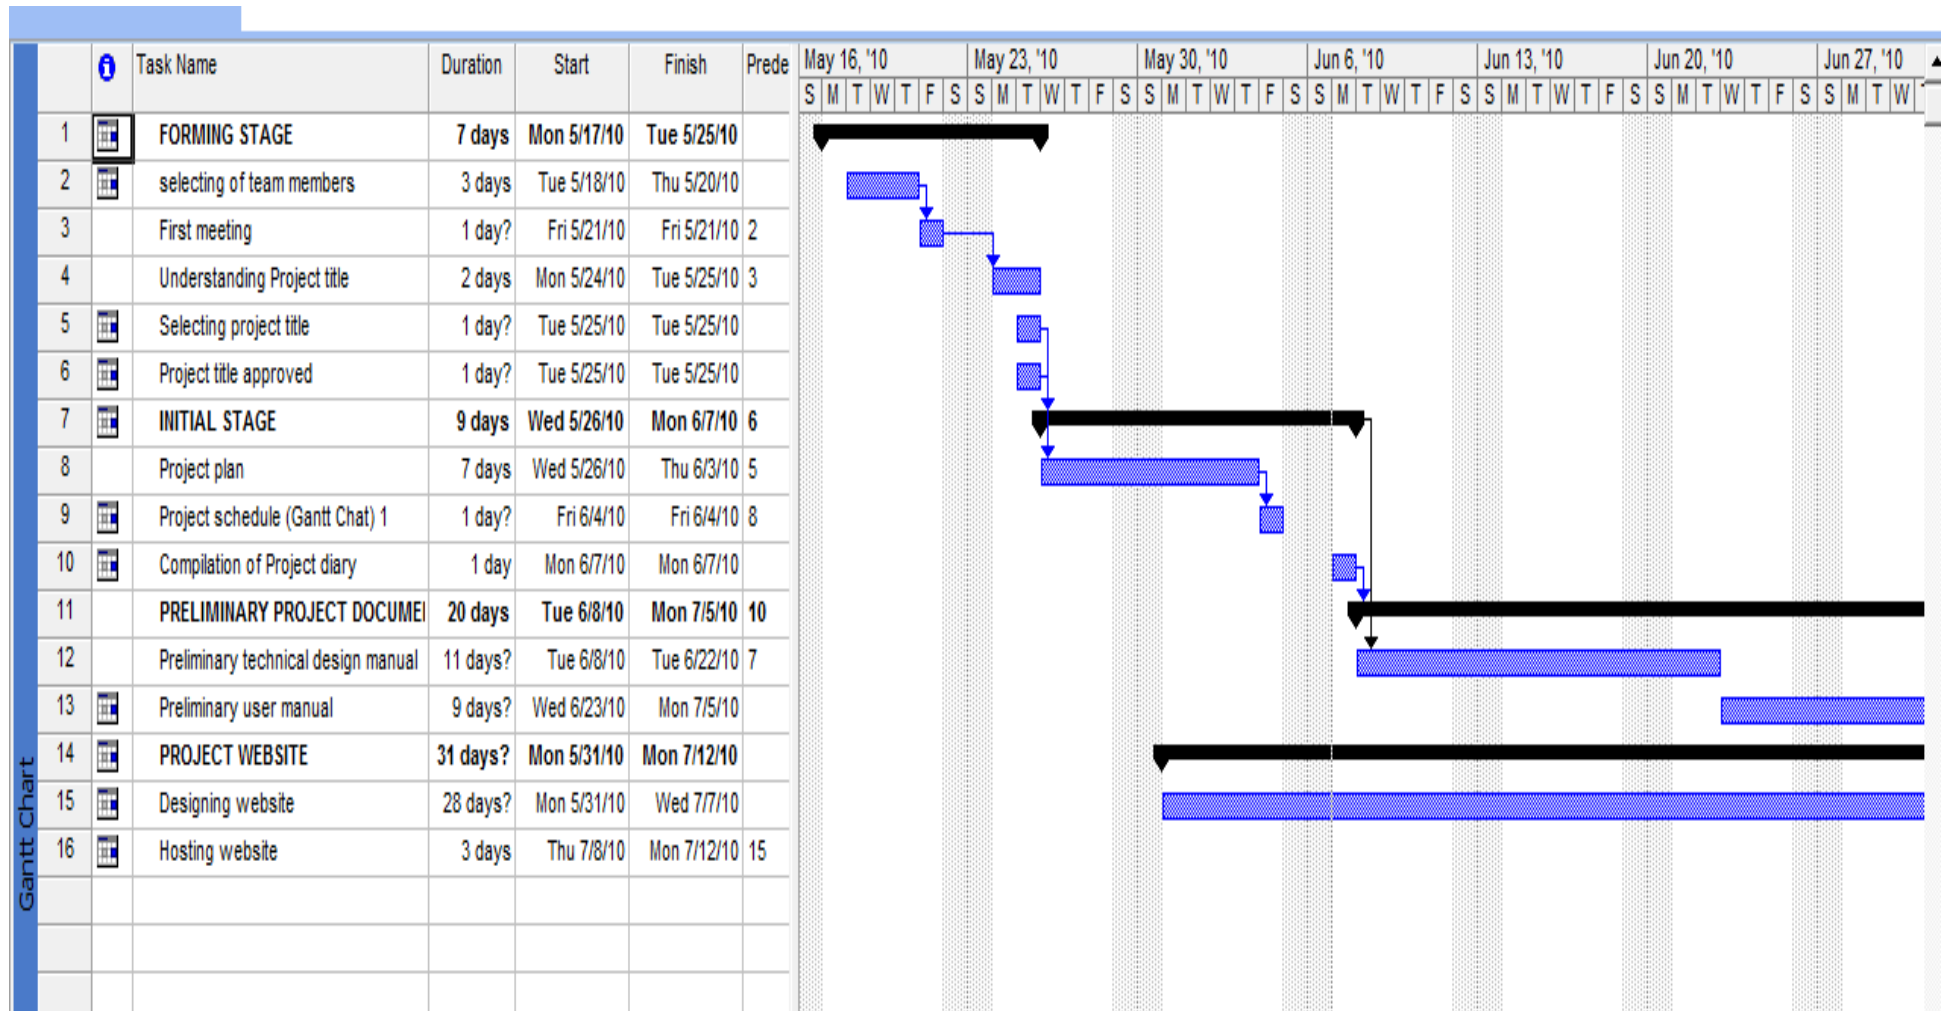 Task Name Duration Start Finish Prede May 16, '10 May 23, '10 May 30, '10 Jun 6, '10 Jun 13, '10 Jun 20, '10 Jun 27, '10
S M T W T F S S M T W T F S S M T W T F S S M T W T F S S M T W T F S S M T W T F S S M T W
1 FORMING STAGE 7 days Mon 5/17/10 Tue 5/25/10
2 selecting of team members 3 days Tue 5/18/10 Thu 5/20/10
3 First meeting 1 day? Fri 5/21/10 Fri 5/21/10 2
4 Understanding Project title 2 days Mon 5/24/10 Tue 5/25/10 3
5 Selecting project title 1 day? Tue 5/25/10 Tue 5/25/10
6 Project title approved 1 day? Tue 5/25/10 Tue 5/25/10
7 INITIAL STAGE 9 days Wed 5/26/10 Mon 6/7/10 6
8 Project plan 7 days Wed 5/26/10 Thu 6/3/10 5
9 Project schedule (Gantt Chat) 1 1 day? Fri 6/4/10 Fri 6/4/10 8
10 Compilation of Project diary 1 day Mon 6/7/10 Mon 6/7/10
11 PRELIMINARY PROJECT DOCUME 20 days Tue 6/8/10 Mon 7/5/10 10
12 Preliminary technical design manual 11 days? Tue 6/8/10 Tue 6/22/10 7
13 Preliminary user manual 9 days? Wed 6/23/10 Mon 7/5/10
14 PROJECT WEBSITE 31 days? Mon 5/31/10 Mon 7/12/10
15 Designing website 28 days? Mon 5/31/10 Wed 7/7/10
16 Hosting website 3 days Thu 7/8/10 Mon 7/12/10 15
Gantt Chart